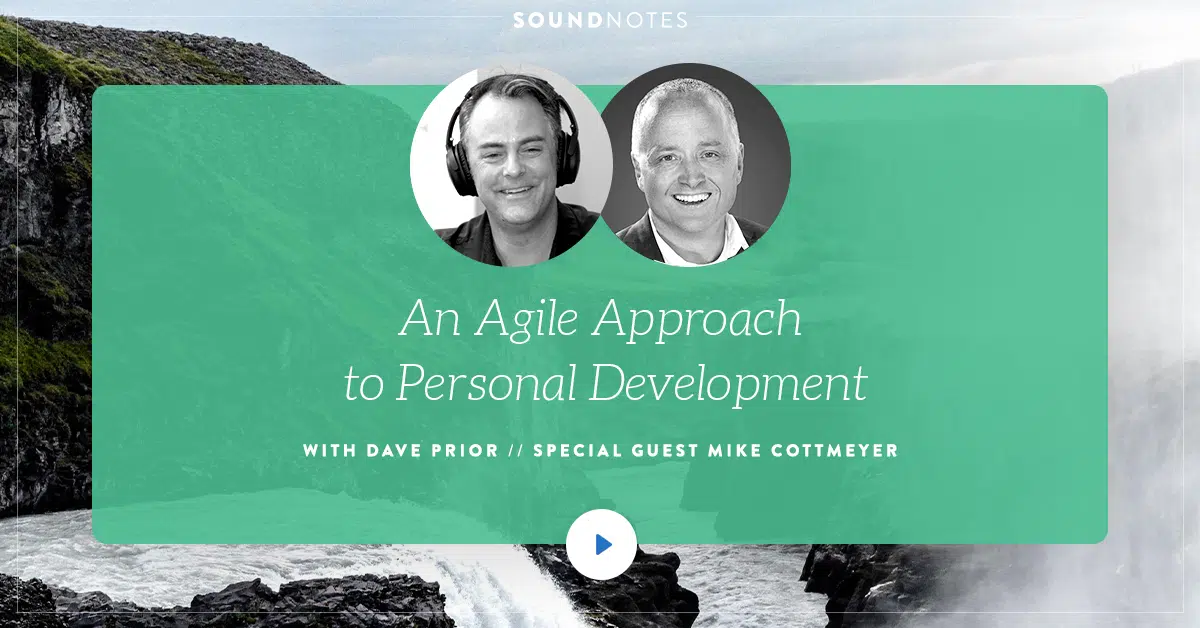 SOUNDNOTES
An Agile Approach
to Personal Development
WITH DAVE PRIOR // SPECIAL GUEST MIKE COTTMEYER